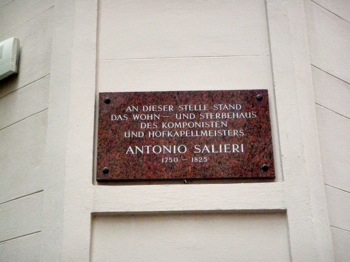 AN DIESER STELLE STAND
DAS WOHN – UND STERBEHAUS
DES KOMPONISTEN
UND HOFKAPELLMEISTERS
ANTONIO SALIERI
1750 – 1825